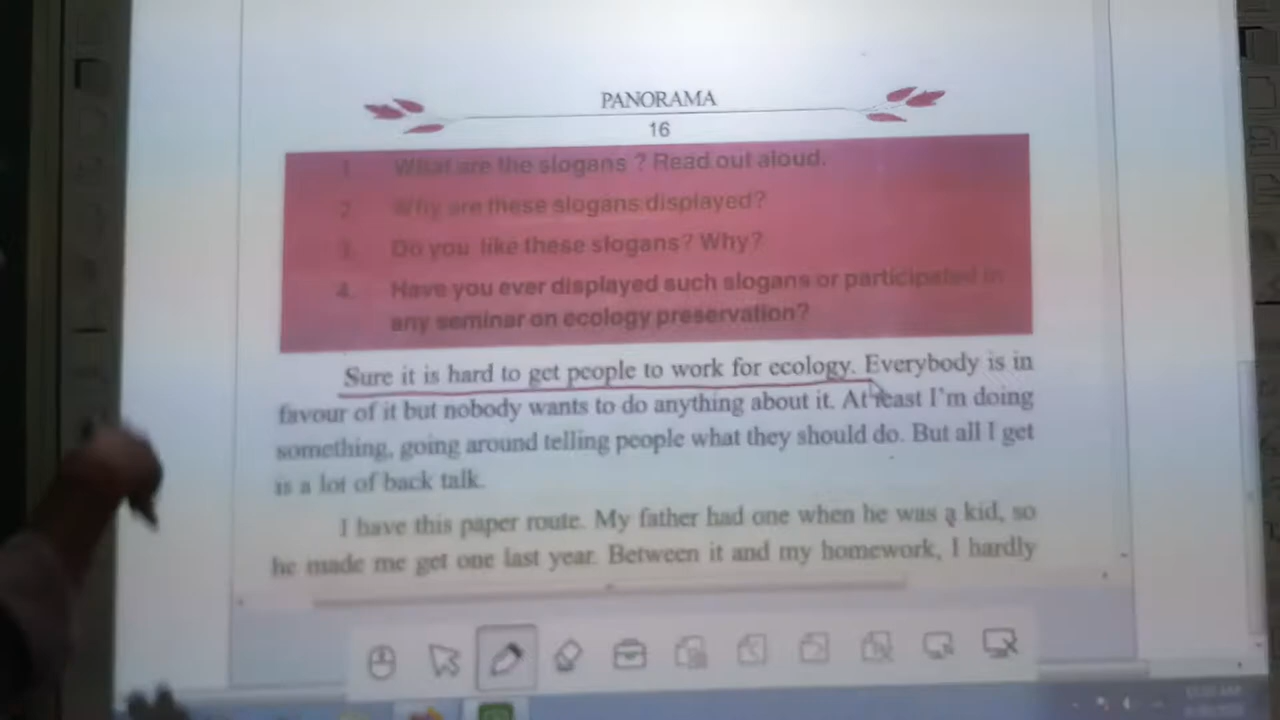 PANORAMA
16
1. What are the slogans ? Read out aloud.
2. Why are these slogans displayed?
3. Do you like these slogans? Why?
4. Have you ever displayed such slogans or participated in
any seminar on ecology preservation?
Sure it is hard to get people to work for ecology. Everybody is in
favour of it but nobody wants to do anything about it. At least I'm doing
something, going around telling people what they should do. But all I get
is a lot of back talk.
I have this paper route. My father had one when he was a kid, so
he made me get one last year. Between it and my homework, I hardly